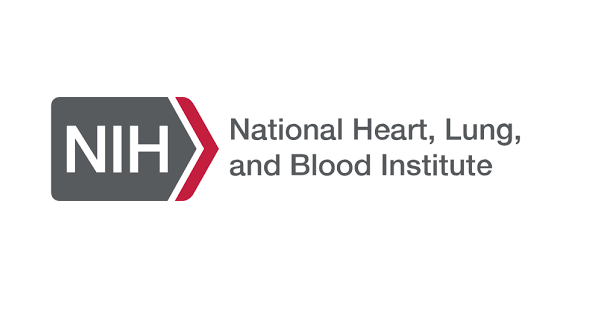 NIH
National Heart, Lung,
and Blood Institute